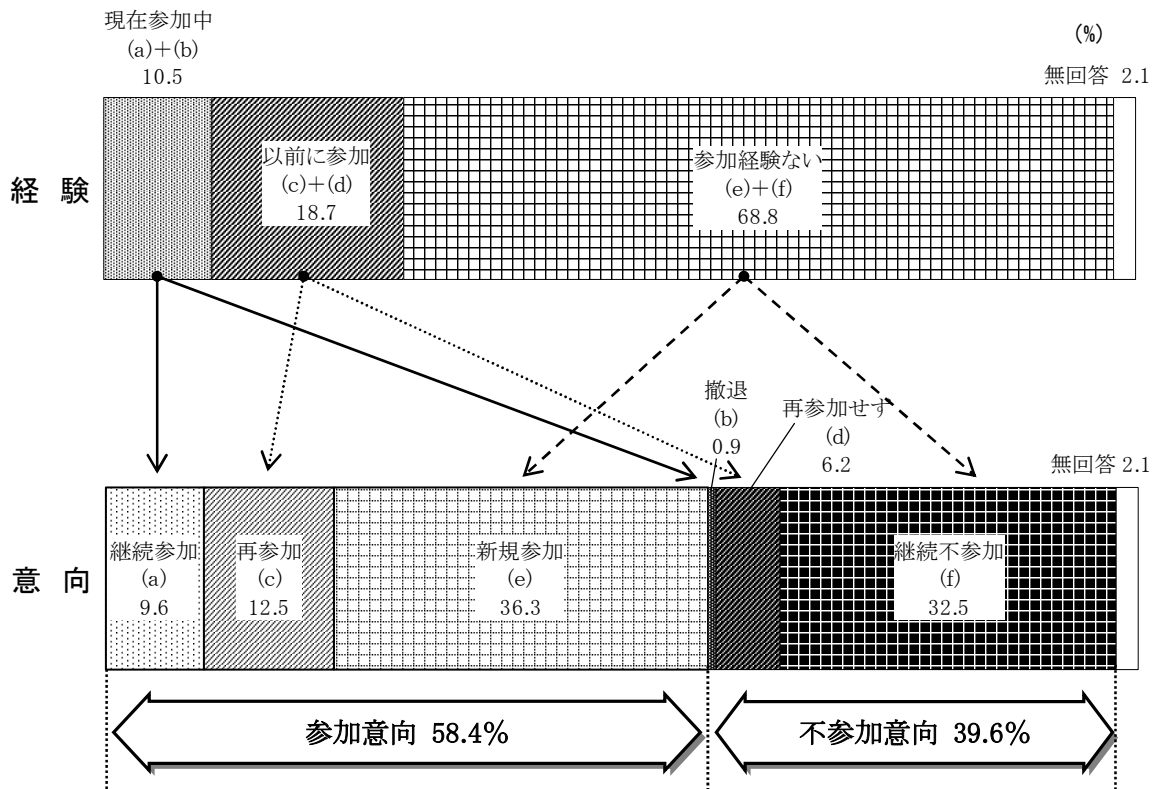 現在参加中
(a)+(b)
10.5
(%)
無回答 2.1
経 験
以前に参加
(c)+(d)
18.7
参加経験ない
(e)+(f)
68.8
撤退
(b)
0.9
再参加せず
(d)
6.2
無回答 2.1
意 向
継続参加
(a)
9.6
再参加
(c)
12.5
新規参加
(e)
36.3
継続不参加
(f)
32.5
参加意向 58.4%
不参加意向 39.6%